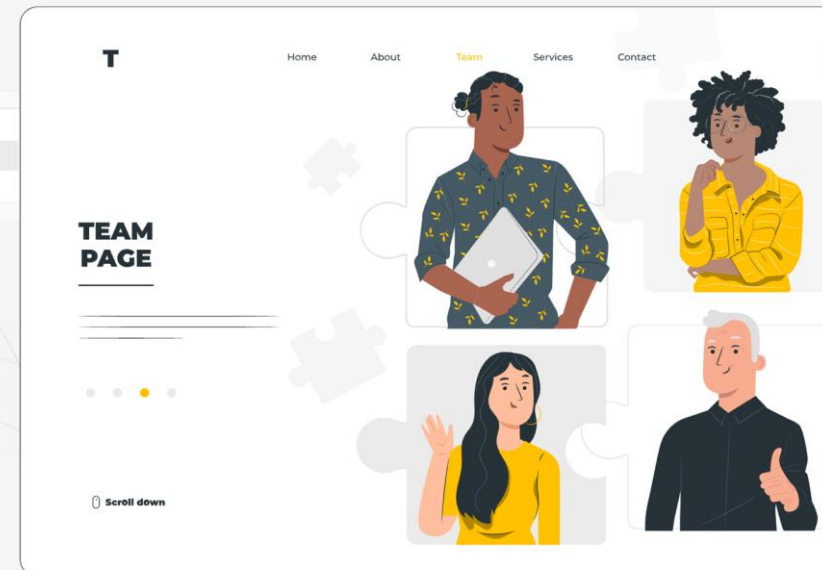 T
Home About Team Services Contact
TEAM
PAGE
Scroll down